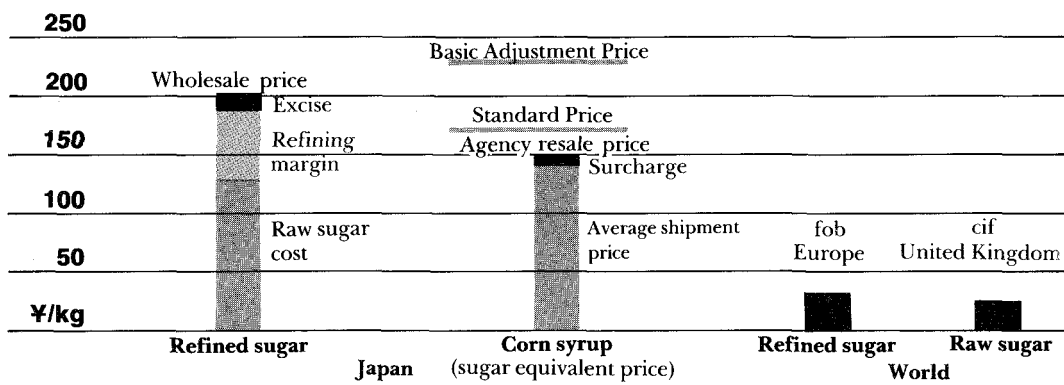 250
Basic Adjustment Price
200
Wholesale price
Excise
Standard Price
Refining
margin
150
Agency resale price
Surcharge
100
Raw sugar
cost
Average shipment
price
fob
Europe
cif
United Kingdom
50
¥/kg
Refined sugar
Corn syrup
(sugar equivalent price)
Refined sugar
Raw sugar
Japan
World